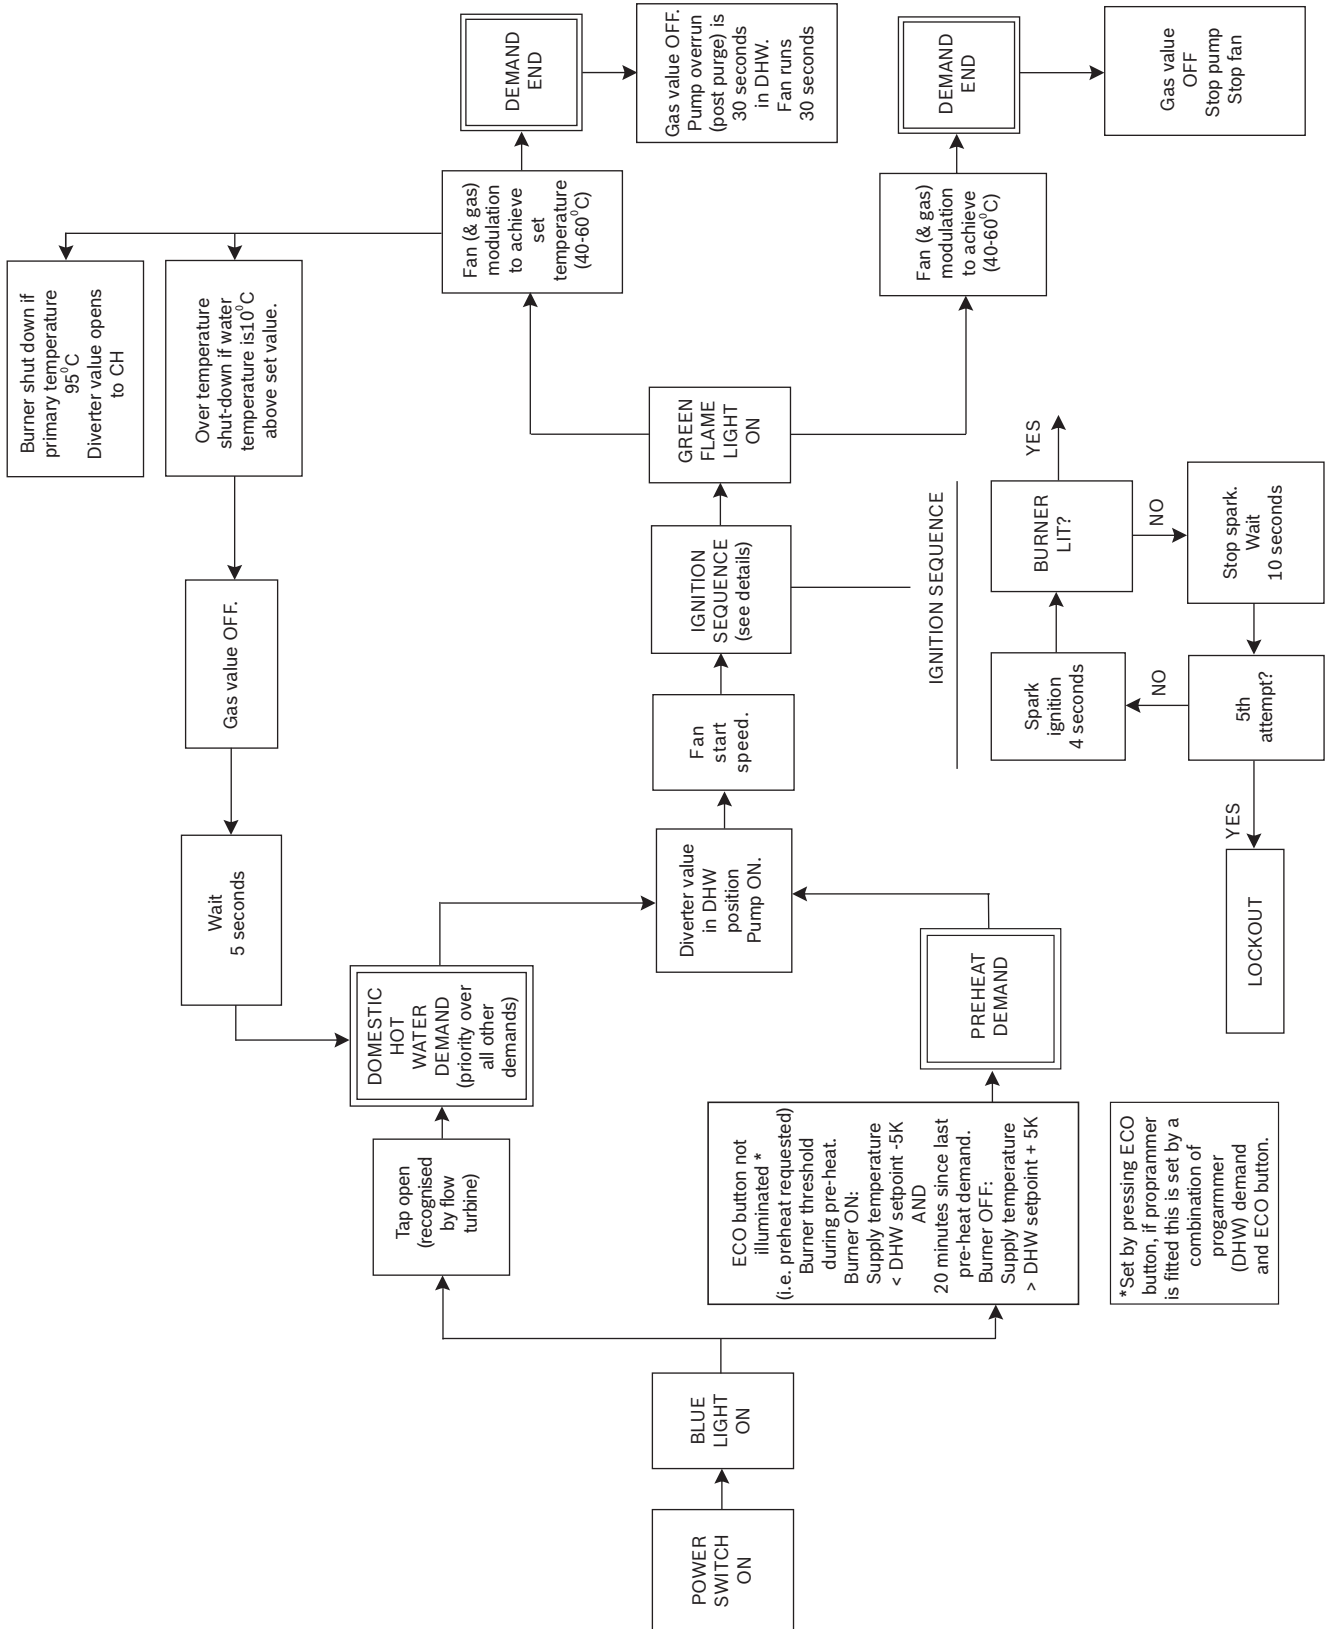 POWER
SWITCH
ON
BLUE
LIGHT
ON
Tap open
(recognised
by flow
turbine)
DOMESTIC
HOT
WATER
DEMAND
(priority over
all other
demands)
Wait
5 seconds
Gas value OFF.
Over temperature
shut-down if water
temperature is10°C
above set value.
Burner shut down if
primary temperature
95°C
Diverter value opens
to CH
ECO button not
illuminated *
(i.e. preheat requested)
Burner threshold
during pre-heat.
Burner ON:
Supply temperature
< DHW setpoint -5K
AND
20 minutes since last
pre-heat demand.
Burner OFF:
Supply temperature
> DHW setpoint + 5K
PREHEAT
DEMAND
*Set by pressing ECO
button, if proprammer
is fitted this is set by a
combination of
progarmmer
(DHW) demand
and ECO button.
Diverter value
in DHW
position
Pump ON.
Fan
start
speed.
IGNITION
SEQUENCE
(see details)
GREEN
FLAME
LIGHT
ON
Fan (& gas)
modulation
to achieve
set
temperature
(40-60°C)
DEMAND
END
Gas value OFF.
Pump overrun
(post purge) is
30 seconds
in DHW.
Fan runs
30 seconds
Fan (& gas)
modulation
to achieve
(40-60°C)
DEMAND
END
Gas value
OFF
Stop pump
Stop fan
IGNITION SEQUENCE
Spark
ignition
4 seconds
BURNER
LIT?
YES
NO
Stop spark.
Wait
10 seconds
5th
attempt?
NO
YES
LOCKOUT